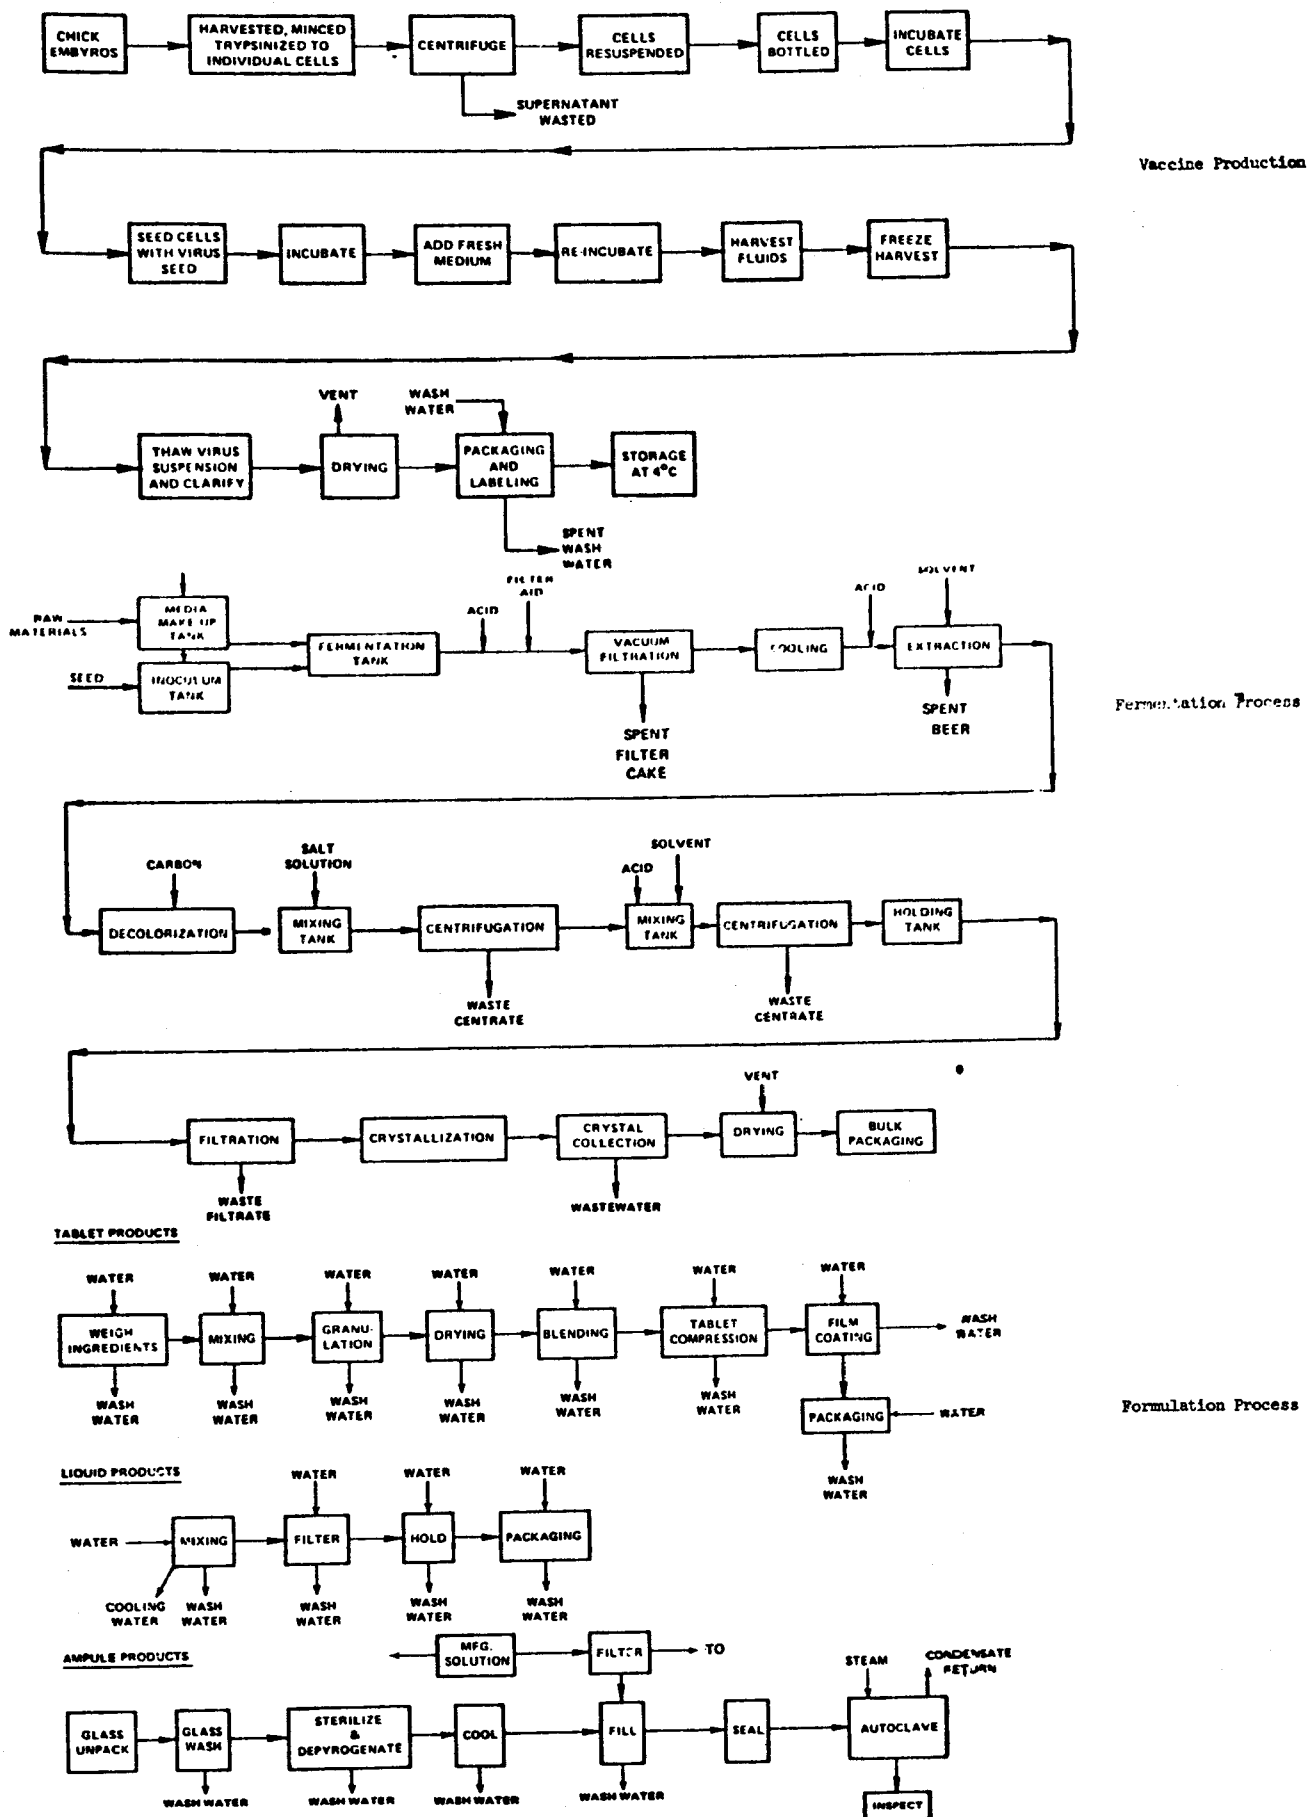 CHICK
EMBYROS
HARVESTED, MINCED
TRYPSINIZED TO
INDIVIDUAL CELLS
CENTRIFUGE
CELLS
RESUSPENDED
CELLS
BOTTLED
INCUBATE
CELLS
SUPERNATANT
WASTED
Vaccine Production
SEED CELLS
WITH VIRUS
SEED
INCUBATE
ADD FRESH
MEDIUM
RE-INCUBATE
HARVEST
FLUIDS
FREEZE
HARVEST
VENT
WASH
WATER
THAW VIRUS
SUSPENSION
AND CLARIFY
DRYING
PACKAGING
AND
LABELING
STORAGE
AT 4°C
SPENT
WASH
WATER
RAW
MATERIALS
MEDIA
MAKE-UP
TANK
SEED
INOCULUM
TANK
FERMENTATION
TANK
ACID
FILTER
AID
VACUUM
FILTRATION
COOLING
ACID
SOLVENT
EXTRACTION
SPENT
FILTER
CAKE
SPENT
BEER
Fermentation Process
CARBON
SALT
SOLUTION
ACID
SOLVENT
DECOLORIZATION
MIXING
TANK
CENTRIFUGATION
MIXING
TANK
CENTRIFUGATION
HOLDING
TANK
WASTE
CENTRATE
WASTE
CENTRATE
VENT
FILTRATION
CRYSTALLIZATION
CRYSTAL
COLLECTION
DRYING
BULK
PACKAGING
WASTE
FILTRATE
WASTEWATER
TABLET PRODUCTS
WATER
WATER
WATER
WATER
WATER
WATER
WATER
WEIGH
INGREDIENTS
MIXING
GRANU-
LATION
DRYING
BLENDING
TABLET
COMPRESSION
FILM
COATING
WASH
WATER
WASH
WATER
WASH
WATER
WASH
WATER
WASH
WATER
WASH
WATER
WASH
WATER
PACKAGING
WATER
WASH
WATER
Formulation Process
LIQUID PRODUCTS
WATER
WATER
WATER
WATER
MIXING
FILTER
HOLD
PACKAGING
COOLING
WATER
WASH
WATER
WASH
WATER
WASH
WATER
WASH
WATER
AMPULE PRODUCTS
MFG.
SOLUTION
FILTER
TO
STEAM
CONDENSATE
RETURN
GLASS
UNPACK
GLASS
WASH
STERILIZE
&
DEPYROGENATE
COOL
FILL
SEAL
AUTOCLAVE
WASH WATER
WASH WATER
WASH WATER
WASH WATER
INSPECT